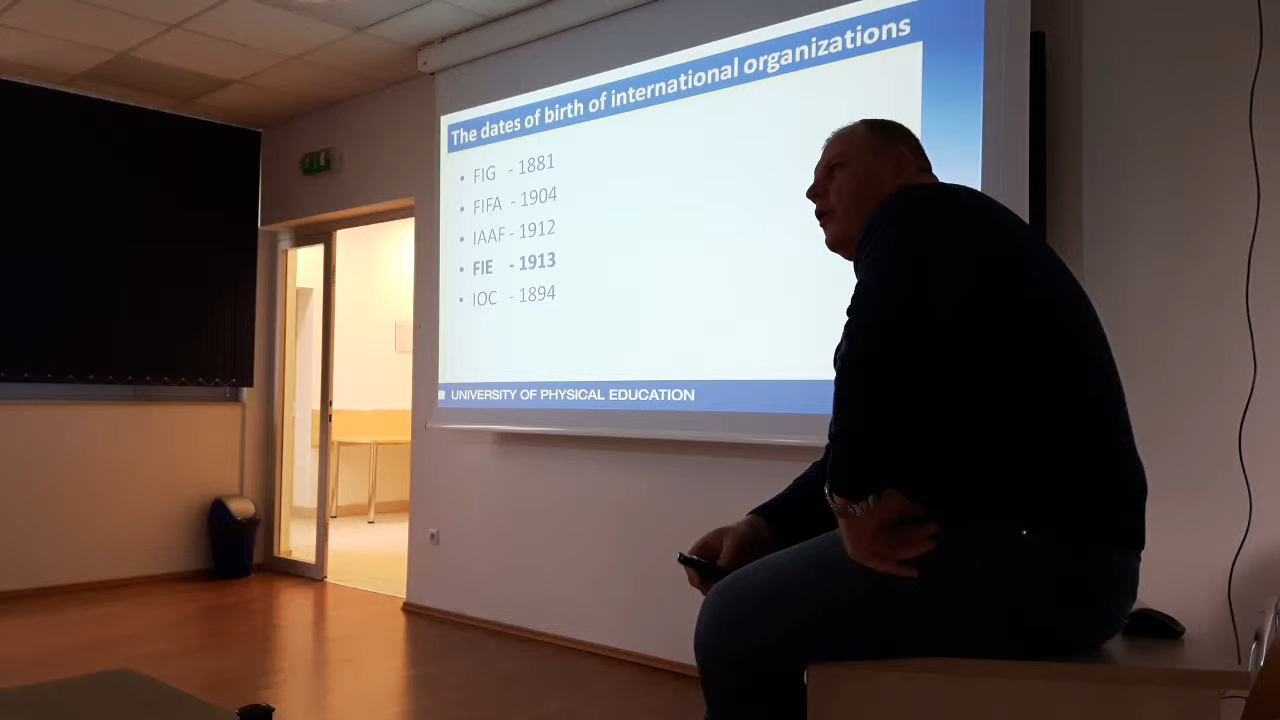 The dates of birth of international organizations
• FIG - 1881
• FIFA - 1904
• IAAF - 1912
• FIE - 1913
• IOC - 1894
UNIVERSITY OF PHYSICAL EDUCATION